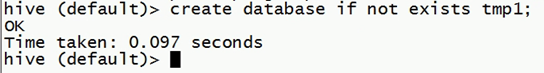 hive (default)> create database if not exists tmp1;
OK
Time taken: 0.097 seconds
hive (default)>